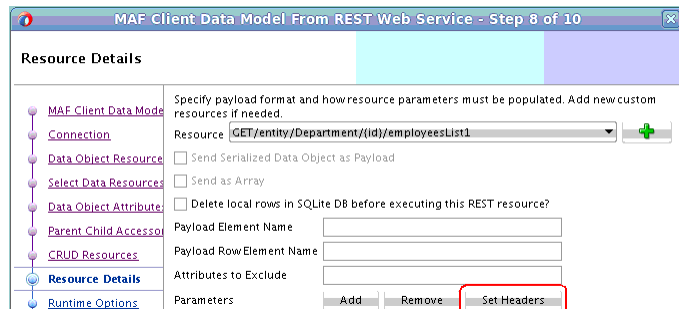 MAF Client Data Model From REST Web Service - Step 8 of 10
Resource Details
MAF Client Data Mode
Connection
Data Object Resource
Select Data Resources
Data Object Attribute
Parent Child Accessor
CRUD Resources
Resource Details
Runtime Options
Specify payload format and how resource parameters must be populated. Add new custom
resources if needed.
Resource GET/entity/Department/{id}/employeesList1
Send Serialized Data Object as Payload
Send as Array
Delete local rows in SQLite DB before executing this REST resource?
Payload Element Name
Payload Row Element Name
Attributes to Exclude
Parameters Add Remove Set Headers